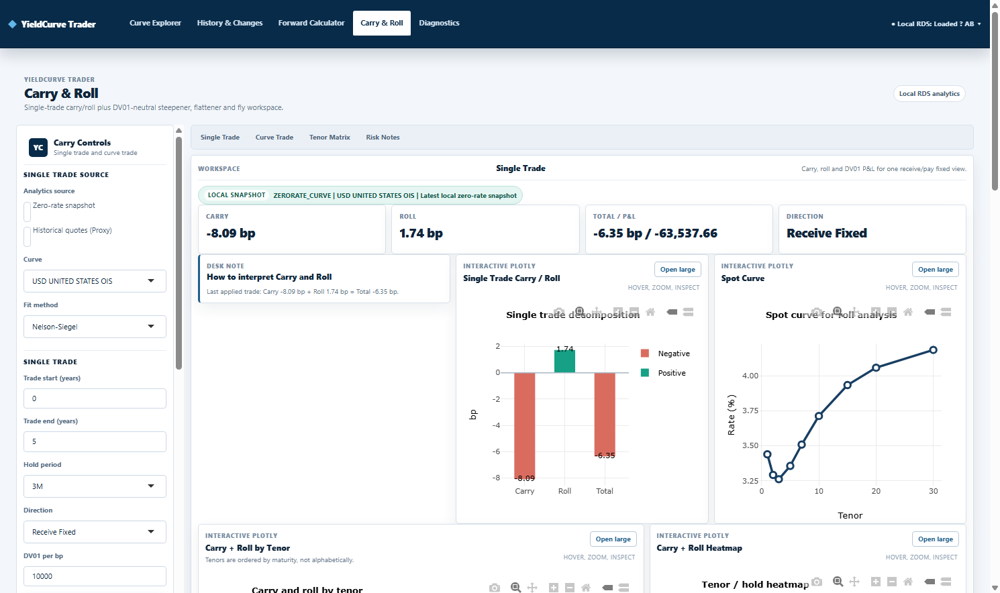 YieldCurve Trader
Curve Explorer
History & Changes
Forward Calculator
Carry & Roll
Diagnostics
● Local RDS: Loaded ? AB
YIELDCURVE TRADER
Carry & Roll
Single-trade carry/roll plus DV01-neutral steepener, flattener and fly workspace.
Local RDS analytics
YC
Carry Controls
Single trade and curve trade
SINGLE TRADE SOURCE
Analytics source
Zero-rate snapshot
Historical quotes (Proxy)
Curve
USD UNITED STATES OIS
Fit method
Nelson-Siegel
SINGLE TRADE
Trade start (years)
0
Trade end (years)
5
Hold period
3M
Direction
Receive Fixed
DV01 per bp
10000
Single Trade
Curve Trade
Tenor Matrix
Risk Notes
WORKSPACE
Single Trade
Carry, roll and DV01 P&L for one receive/pay fixed view.
LOCAL SNAPSHOT
ZERORATE_CURVE | USD UNITED STATES OIS | Latest local zero-rate snapshot
CARRY
-8.09 bp
ROLL
1.74 bp
TOTAL / P&L
-6.35 bp / -63,537.66
DIRECTION
Receive Fixed
DESK NOTE
How to interpret Carry and Roll
Last applied trade: Carry -8.09 bp + Roll 1.74 bp = Total -6.35 bp.
INTERACTIVE PLOTLY
Single Trade Carry / Roll
Open large
HOVER, ZOOM, INSPECT
Single trade decomposition
2
0
-2
-4
-6
-8
bp
1.74
-8.09
-6.35
Carry
Roll
Total
Negative
Positive
INTERACTIVE PLOTLY
Spot Curve
Open large
HOVER, ZOOM, INSPECT
Spot curve for roll analysis
4.00
3.75
3.50
3.25
Rate (%)
0
10
20
30
Tenor
INTERACTIVE PLOTLY
Carry + Roll by Tenor
Tenors are ordered by maturity, not alphabetically.
Open large
HOVER, ZOOM, INSPECT
Carry and roll by tenor
INTERACTIVE PLOTLY
Carry + Roll Heatmap
Open large
HOVER, ZOOM, INSPECT
Tenor / hold heatmap